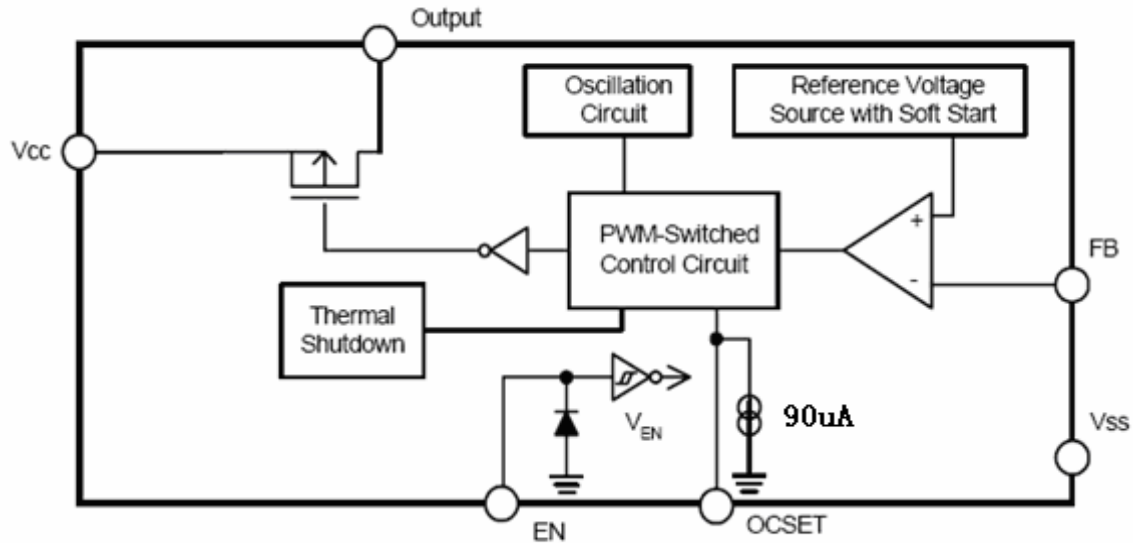 Output
Oscillation
Circuit
Reference Voltage
Source with Soft Start
Vcc
+
PWM-Switched
Control Circuit
-
FB
Thermal
Shutdown
VEN
90uA
Vss
EN
OCSET